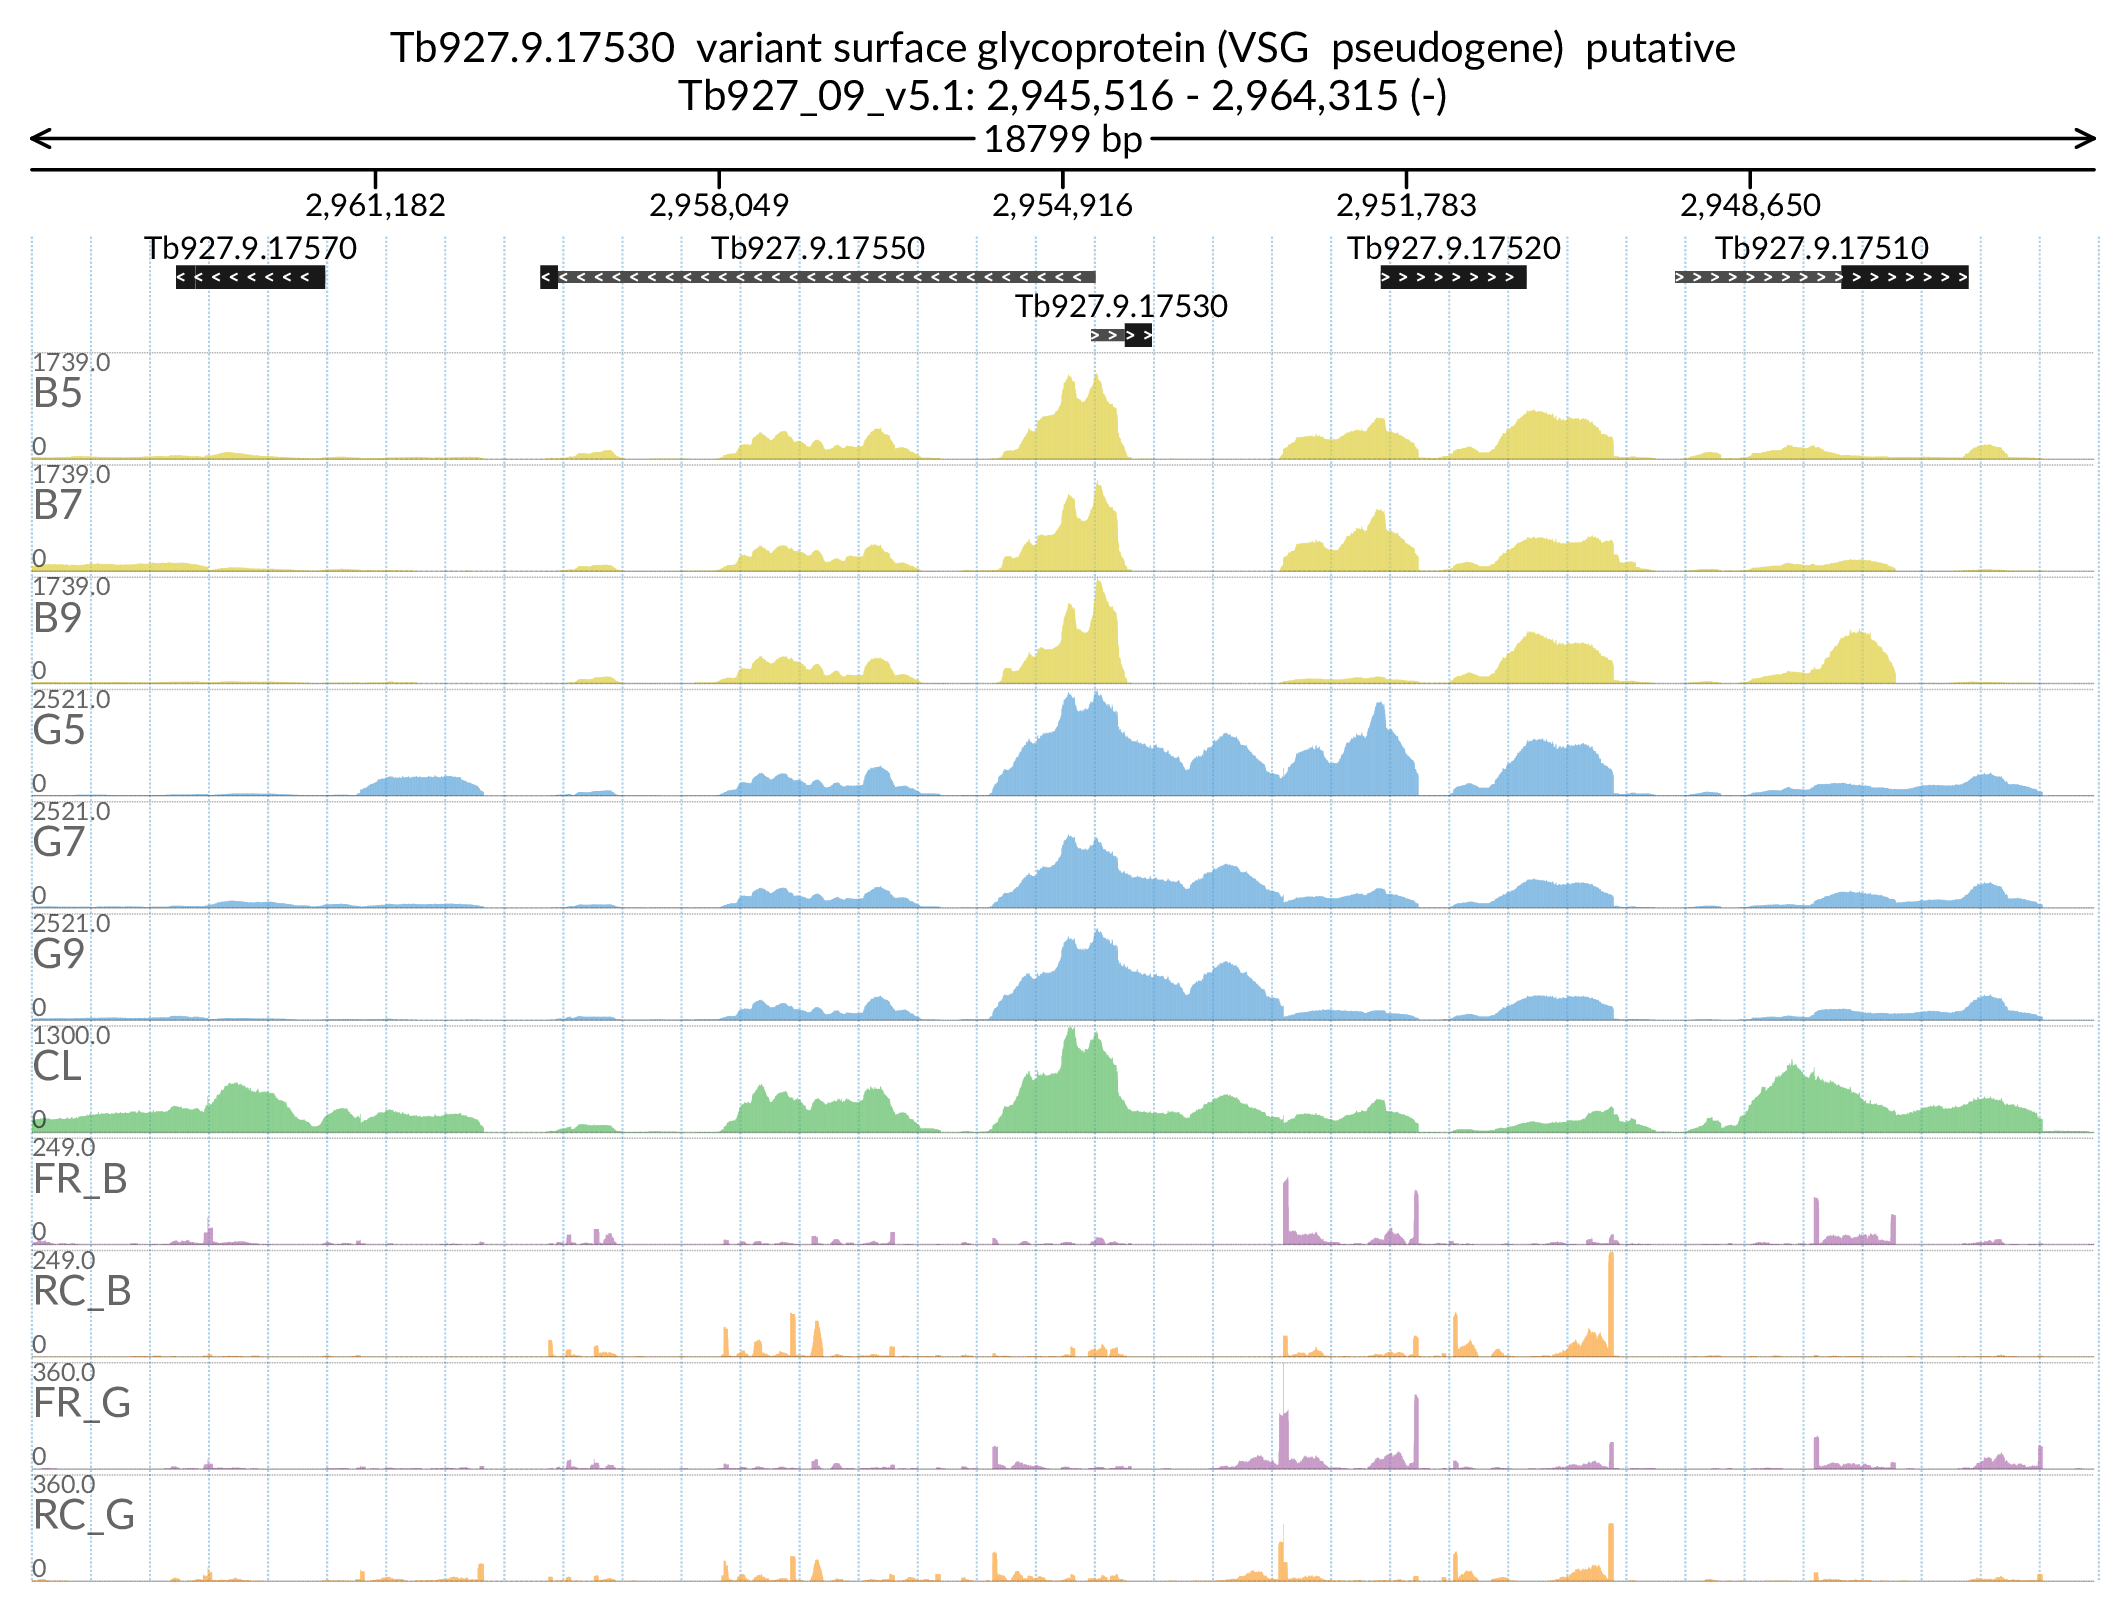 Tb927.9.17530 variant surface glycoprotein (VSG pseudogene) putative
Tb927_09_v5.1: 2,945,516 - 2,964,315 (-)
18799 bp
2,961,182 2,958,049 2,954,916 2,951,783 2,948,650
Tb927.9.17570 Tb927.9.17550 Tb927.9.17520 Tb927.9.17510
Tb927.9.17530
1739.0
B5
0
1739.0
B7
0
1739.0
B9
0
2521.0
G5
0
2521.0
G7
0
2521.0
G9
0
1300.0
CL
0
249.0
FR_B
0
249.0
RC_B
0
360.0
FR_G
0
360.0
RC_G
0